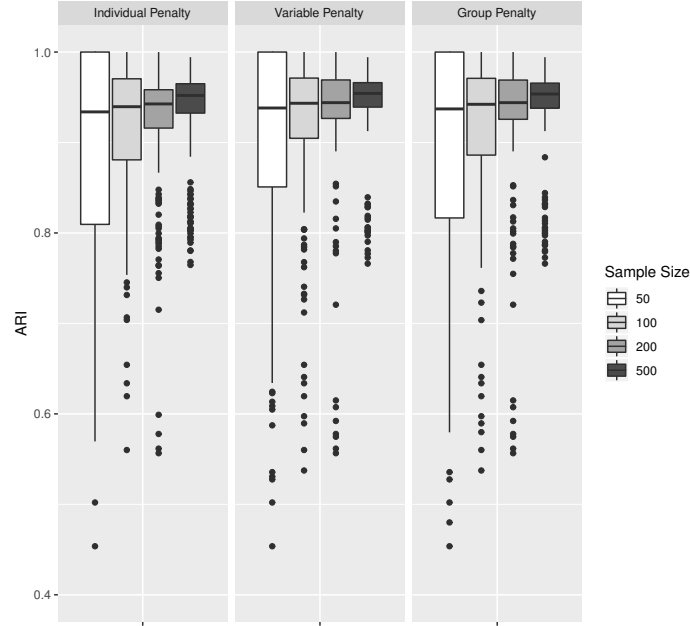 Individual Penalty
Variable Penalty
Group Penalty
1.0
0.8
0.6
0.4
ARI
Sample Size
50
100
200
500